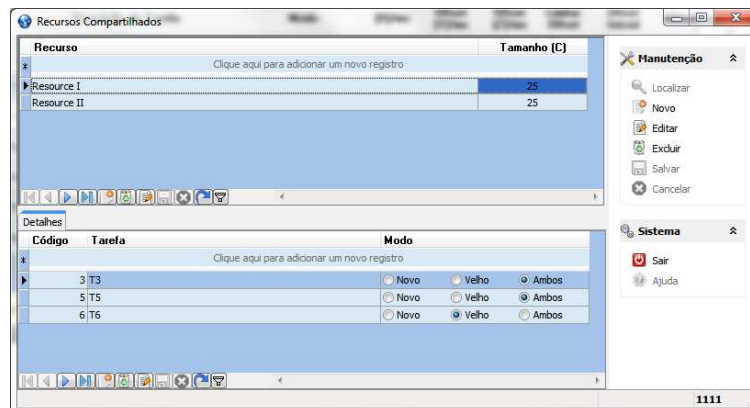 Recursos Compartilhados
Recurso Tamanho (C)
Clique aqui para adicionar um novo registro
Resource I 25
Resource II 25
Detalhes
Código Tarefa Modo
Clique aqui para adicionar um novo registro
3 T3 Novo Velho Ambos
5 T5 Novo Velho Ambos
6 T6 Novo Velho Ambos
Manutenção
Localizar
Novo
Editar
Excluir
Salvar
Cancelar
Sistema
Sair
Ajuda
1111